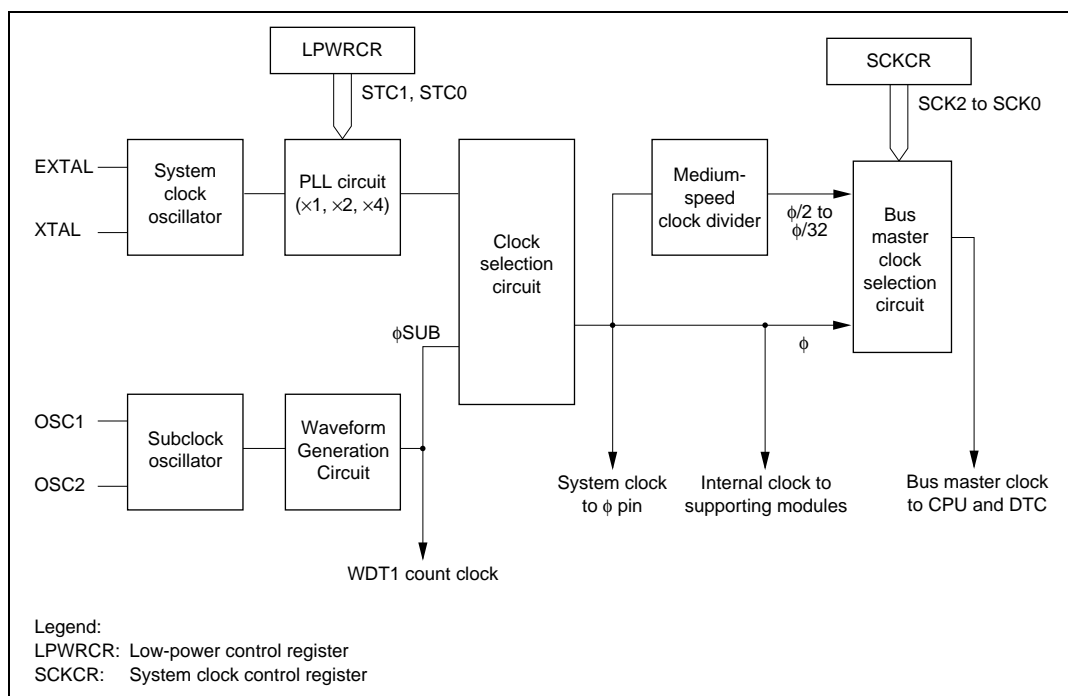 LPWRCR
STC1, STC0
SCKCR
SCK2 to SCK0
EXTAL
XTAL
System
clock
oscillator
PLL circuit
(×1, ×2, ×4)
Clock
selection
circuit
Medium-
speed
clock divider
ϕ/2 to
ϕ/32
Bus
master
clock
selection
circuit
ϕSUB
ϕ
OSC1
OSC2
Subclock
oscillator
Waveform
Generation
Circuit
System clock
to ϕ pin
Internal clock to
supporting modules
Bus master clock
to CPU and DTC
WDT1 count clock
Legend:
LPWRCR: Low-power control register
SCKCR: System clock control register